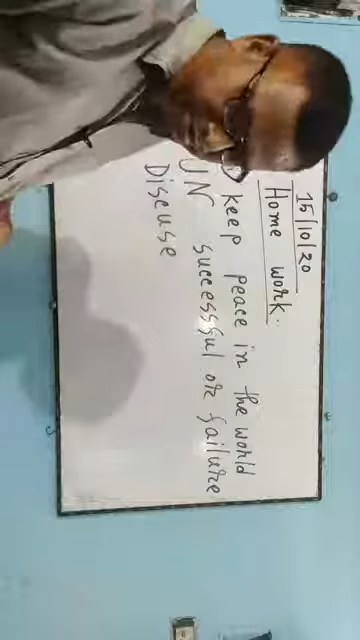 15/10/20
Home work.
keep peace in the world
UN successful or failure
Discuse